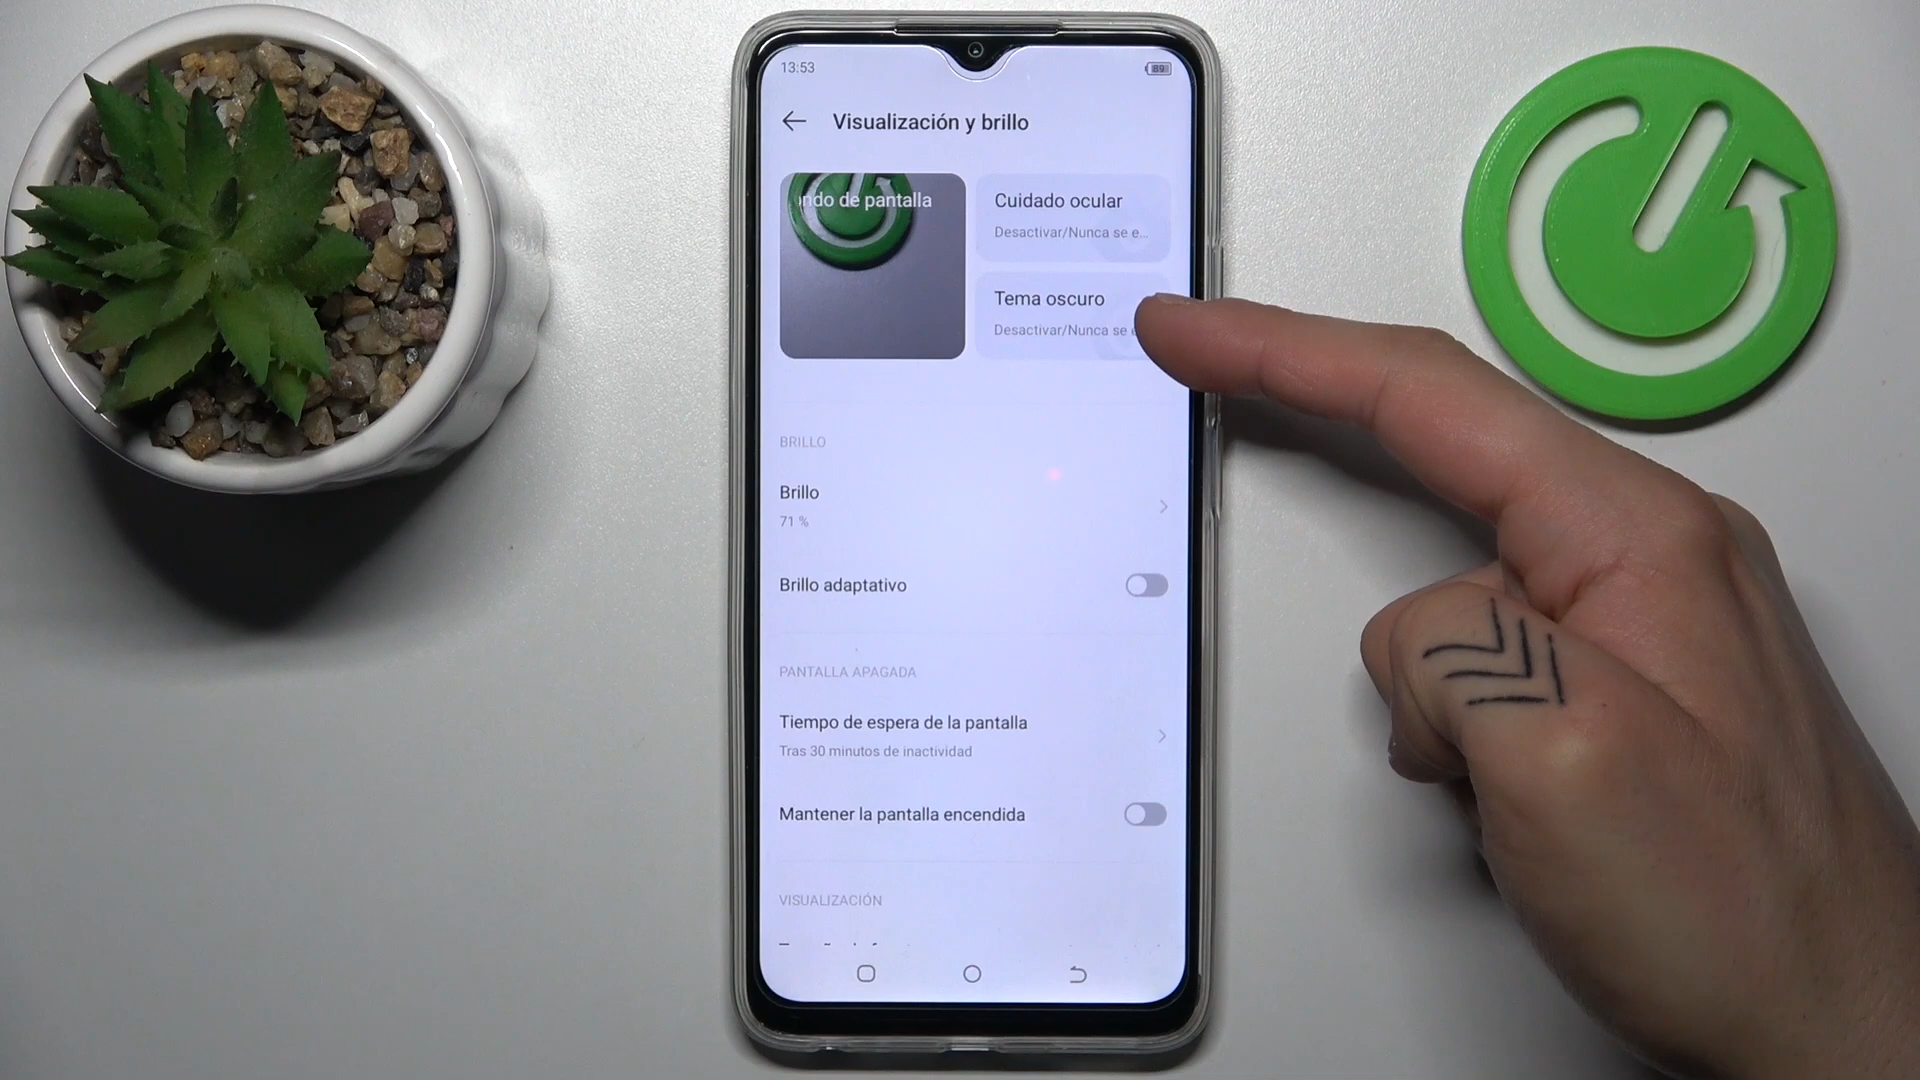 13:53
89
Visualización y brillo
ndo de pantalla
Cuidado ocular
Desactivar/Nunca se e...
Tema oscuro
Desactivar/Nunca se
BRILLO
Brillo
71 %
Brillo adaptativo
PANTALLA APAGADA
Tiempo de espera de la pantalla
Tras 30 minutos de inactividad
Mantener la pantalla encendida
VISUALIZACIÓN